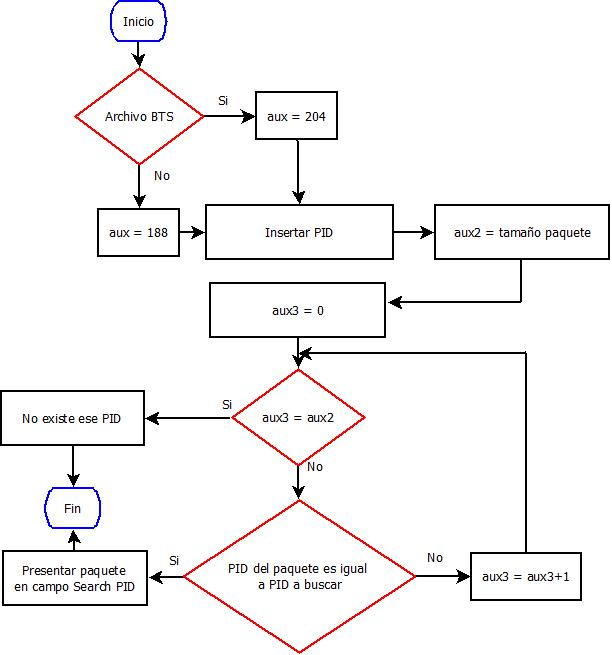 Inicio
Archivo BTS
Si
aux = 204
No
aux = 188
Insertar PID
aux2 = tamaño paquete
aux3 = 0
aux3 = aux2
Si
No existe ese PID
No
Fin
PID del paquete es igual
a PID a buscar
Si
Presentar paquete
en campo Search PID
No
aux3 = aux3+1